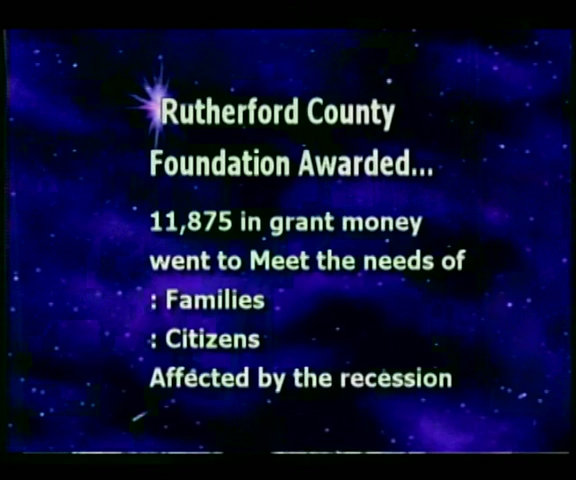 Rutherford County
Foundation Awarded...
11,875 in grant money
went to Meet the needs of
: Families
: Citizens
Affected by the recession